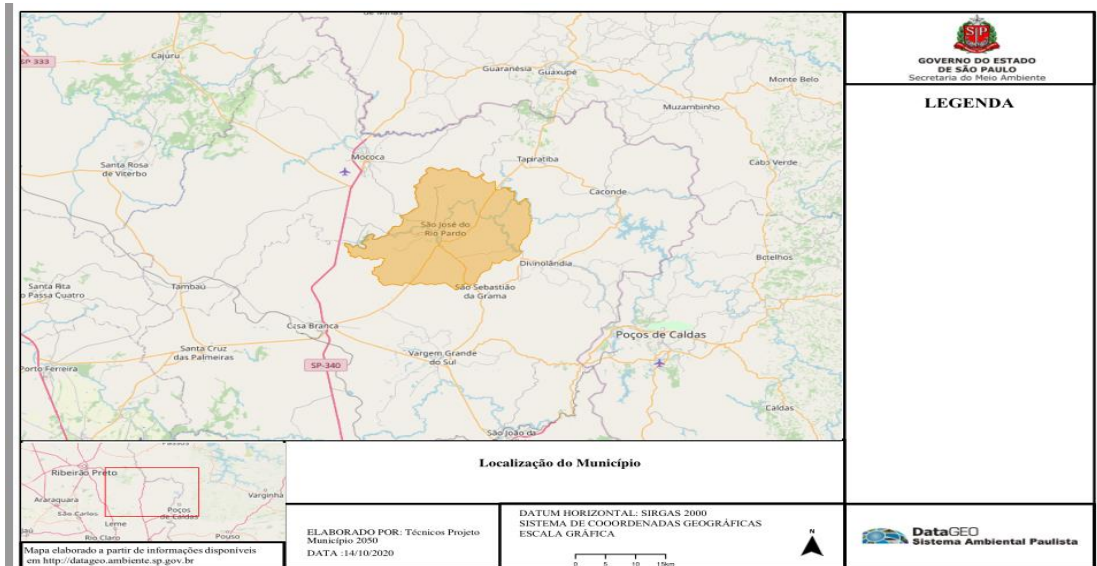 de Minas
Cajuru
SP 333
Guaranésia
Guaxupé
Monte Belo
Muzambinho
Mococa
Santa Rosa
de Viterbo
Tapiratiba
Cabo Verde
Caconde
São José do
Rio Pardo
Divinolândia
Botelhos
Santa Rita
o Passa Quatro
Tambaú
São Sebastião
da Grama
Casa Branca
Poços de Caldas
Santa Cruz
das Palmeiras
Vargem Grande
do Sul
SP-340
Porto Ferreira
Caldas
São João da
GOVERNO DO ESTADO
DE SÃO PAULO
Secretaria do Meio Ambiente
LEGENDA
Passos
Ribeirão Preto
Araraquara
Varginha
São Carlos
Poços
de Caldas
Leme
Rio Claro
Pouso
Mapa elaborado a partir de informações disponíveis
em http://datageo.ambiente.sp.gov.br
Localização do Município
ELABORADO POR: Técnicos Projeto
Município 2050
DATA :14/10/2020
DATUM HORIZONTAL: SIRGAS 2000
SISTEMA DE COOORDENADAS GEOGRÁFICAS
ESCALA GRÁFICA
0 5 10 15km
N
DataGEO
Sistema Ambiental Paulista